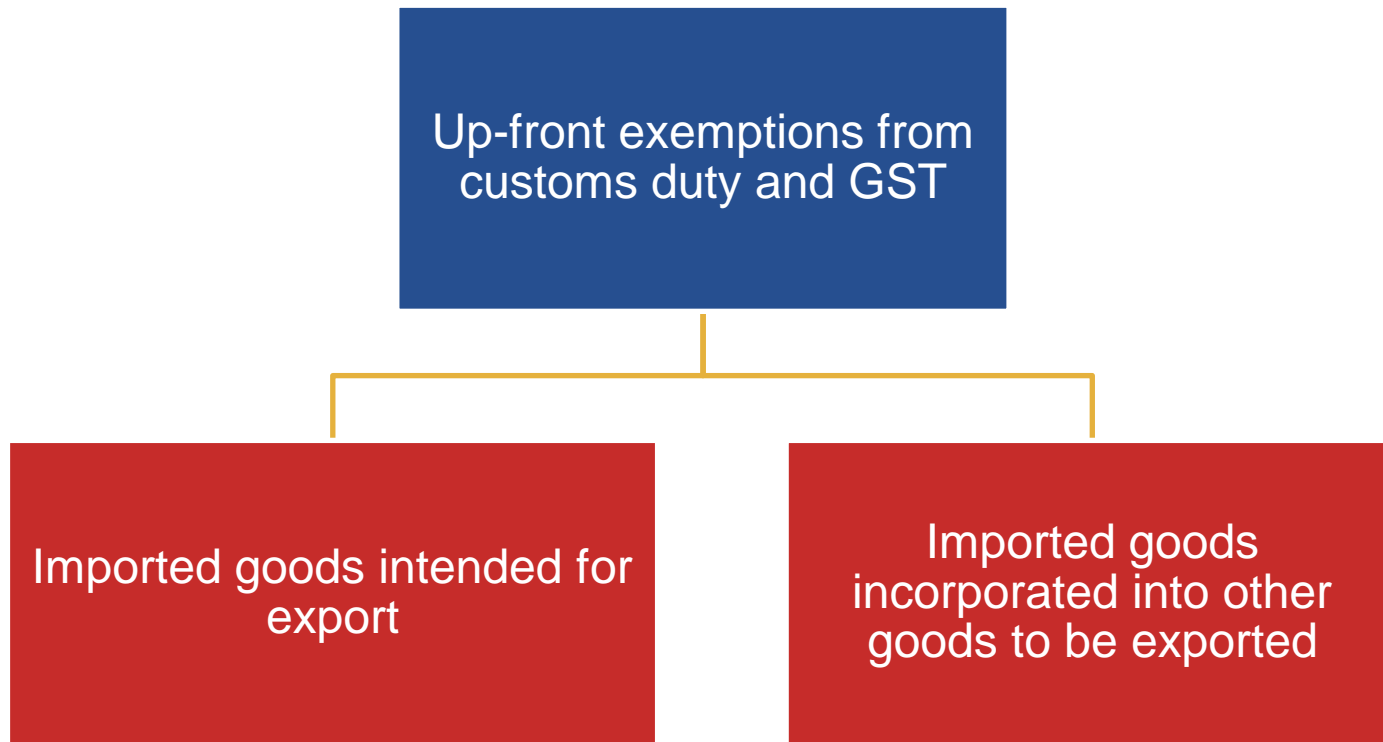 Up-front exemptions from
customs duty and GST
Imported goods intended for
export
Imported goods
incorporated into other
goods to be exported